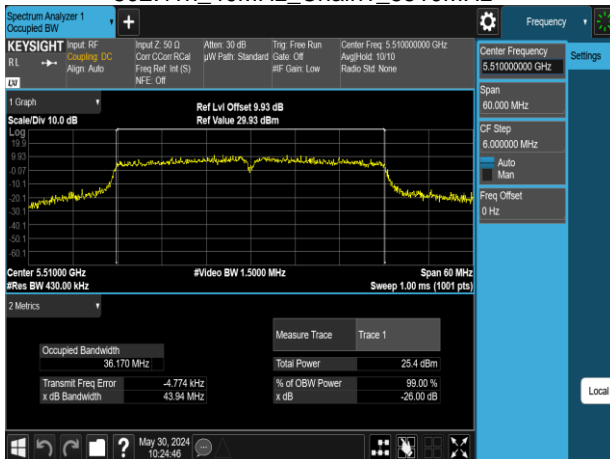 Spectrum Analyzer 1
Occupied BW
Frequency
KEYSIGHT
RL
LXI
Input: RF
Coupling: DC
Align: Auto
Input Z: 50 Ω
Corr CCorr RCal
Freq Ref: Int (S)
NFE: Off
Atten: 30 dB
µW Path: Standard
Trig: Free Run
Gate: Off
#IF Gain: Low
Center Freq: 5.510000000 GHz
Avg|Hold: 10/10
Radio Std: None
Center Frequency
5.510000000 GHz
Settings
Span
60.000 MHz
CF Step
6.000000 MHz
Auto
Man
Freq Offset
0 Hz
1 Graph
Scale/Div 10.0 dB
Ref Lvl Offset 9.93 dB
Ref Value 29.93 dBm
Log
19.9
9.93
-0.07
-10.1
-20.1
-30.1
-40.1
-50.1
-60.1
Center 5.51000 GHz
#Res BW 430.00 kHz
#Video BW 1.5000 MHz
Span 60 MHz
Sweep 1.00 ms (1001 pts)
2 Metrics
Measure Trace
Trace 1
Occupied Bandwidth
36.170 MHz
Total Power
25.4 dBm
Transmit Freq Error
-4.774 kHz
% of OBW Power
99.00 %
x dB Bandwidth
43.94 MHz
x dB
-26.00 dB
Local
?
May 30, 2024
10:24:46